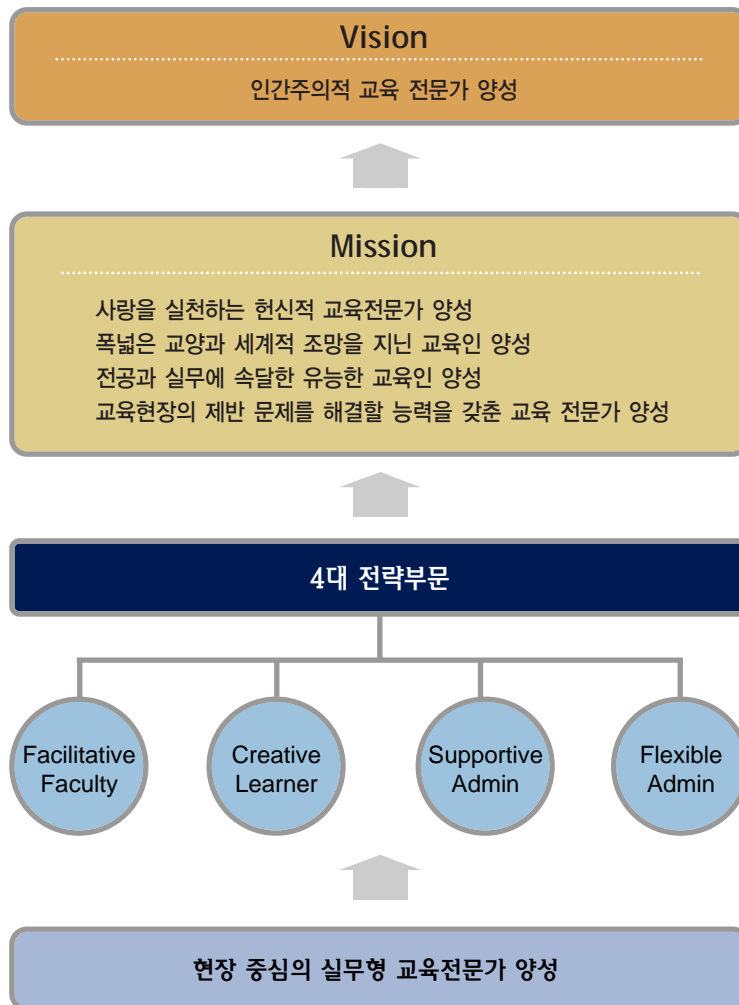 Vision
인간주의적 교육 전문가 양성
Mission
사랑을 실천하는 헌신적 교육전문가 양성
폭넓은 교양과 세계적 조망을 지닌 교육인 양성
전공과 실무에 속달한 유능한 교육인 양성
교육현장의 제반 문제를 해결할 능력을 갖춘 교육 전문가 양성
4대 전략부문
Facilitative
Faculty
Creative
Learner
Supportive
Admin
Flexible
Admin
현장 중심의 실무형 교육전문가 양성